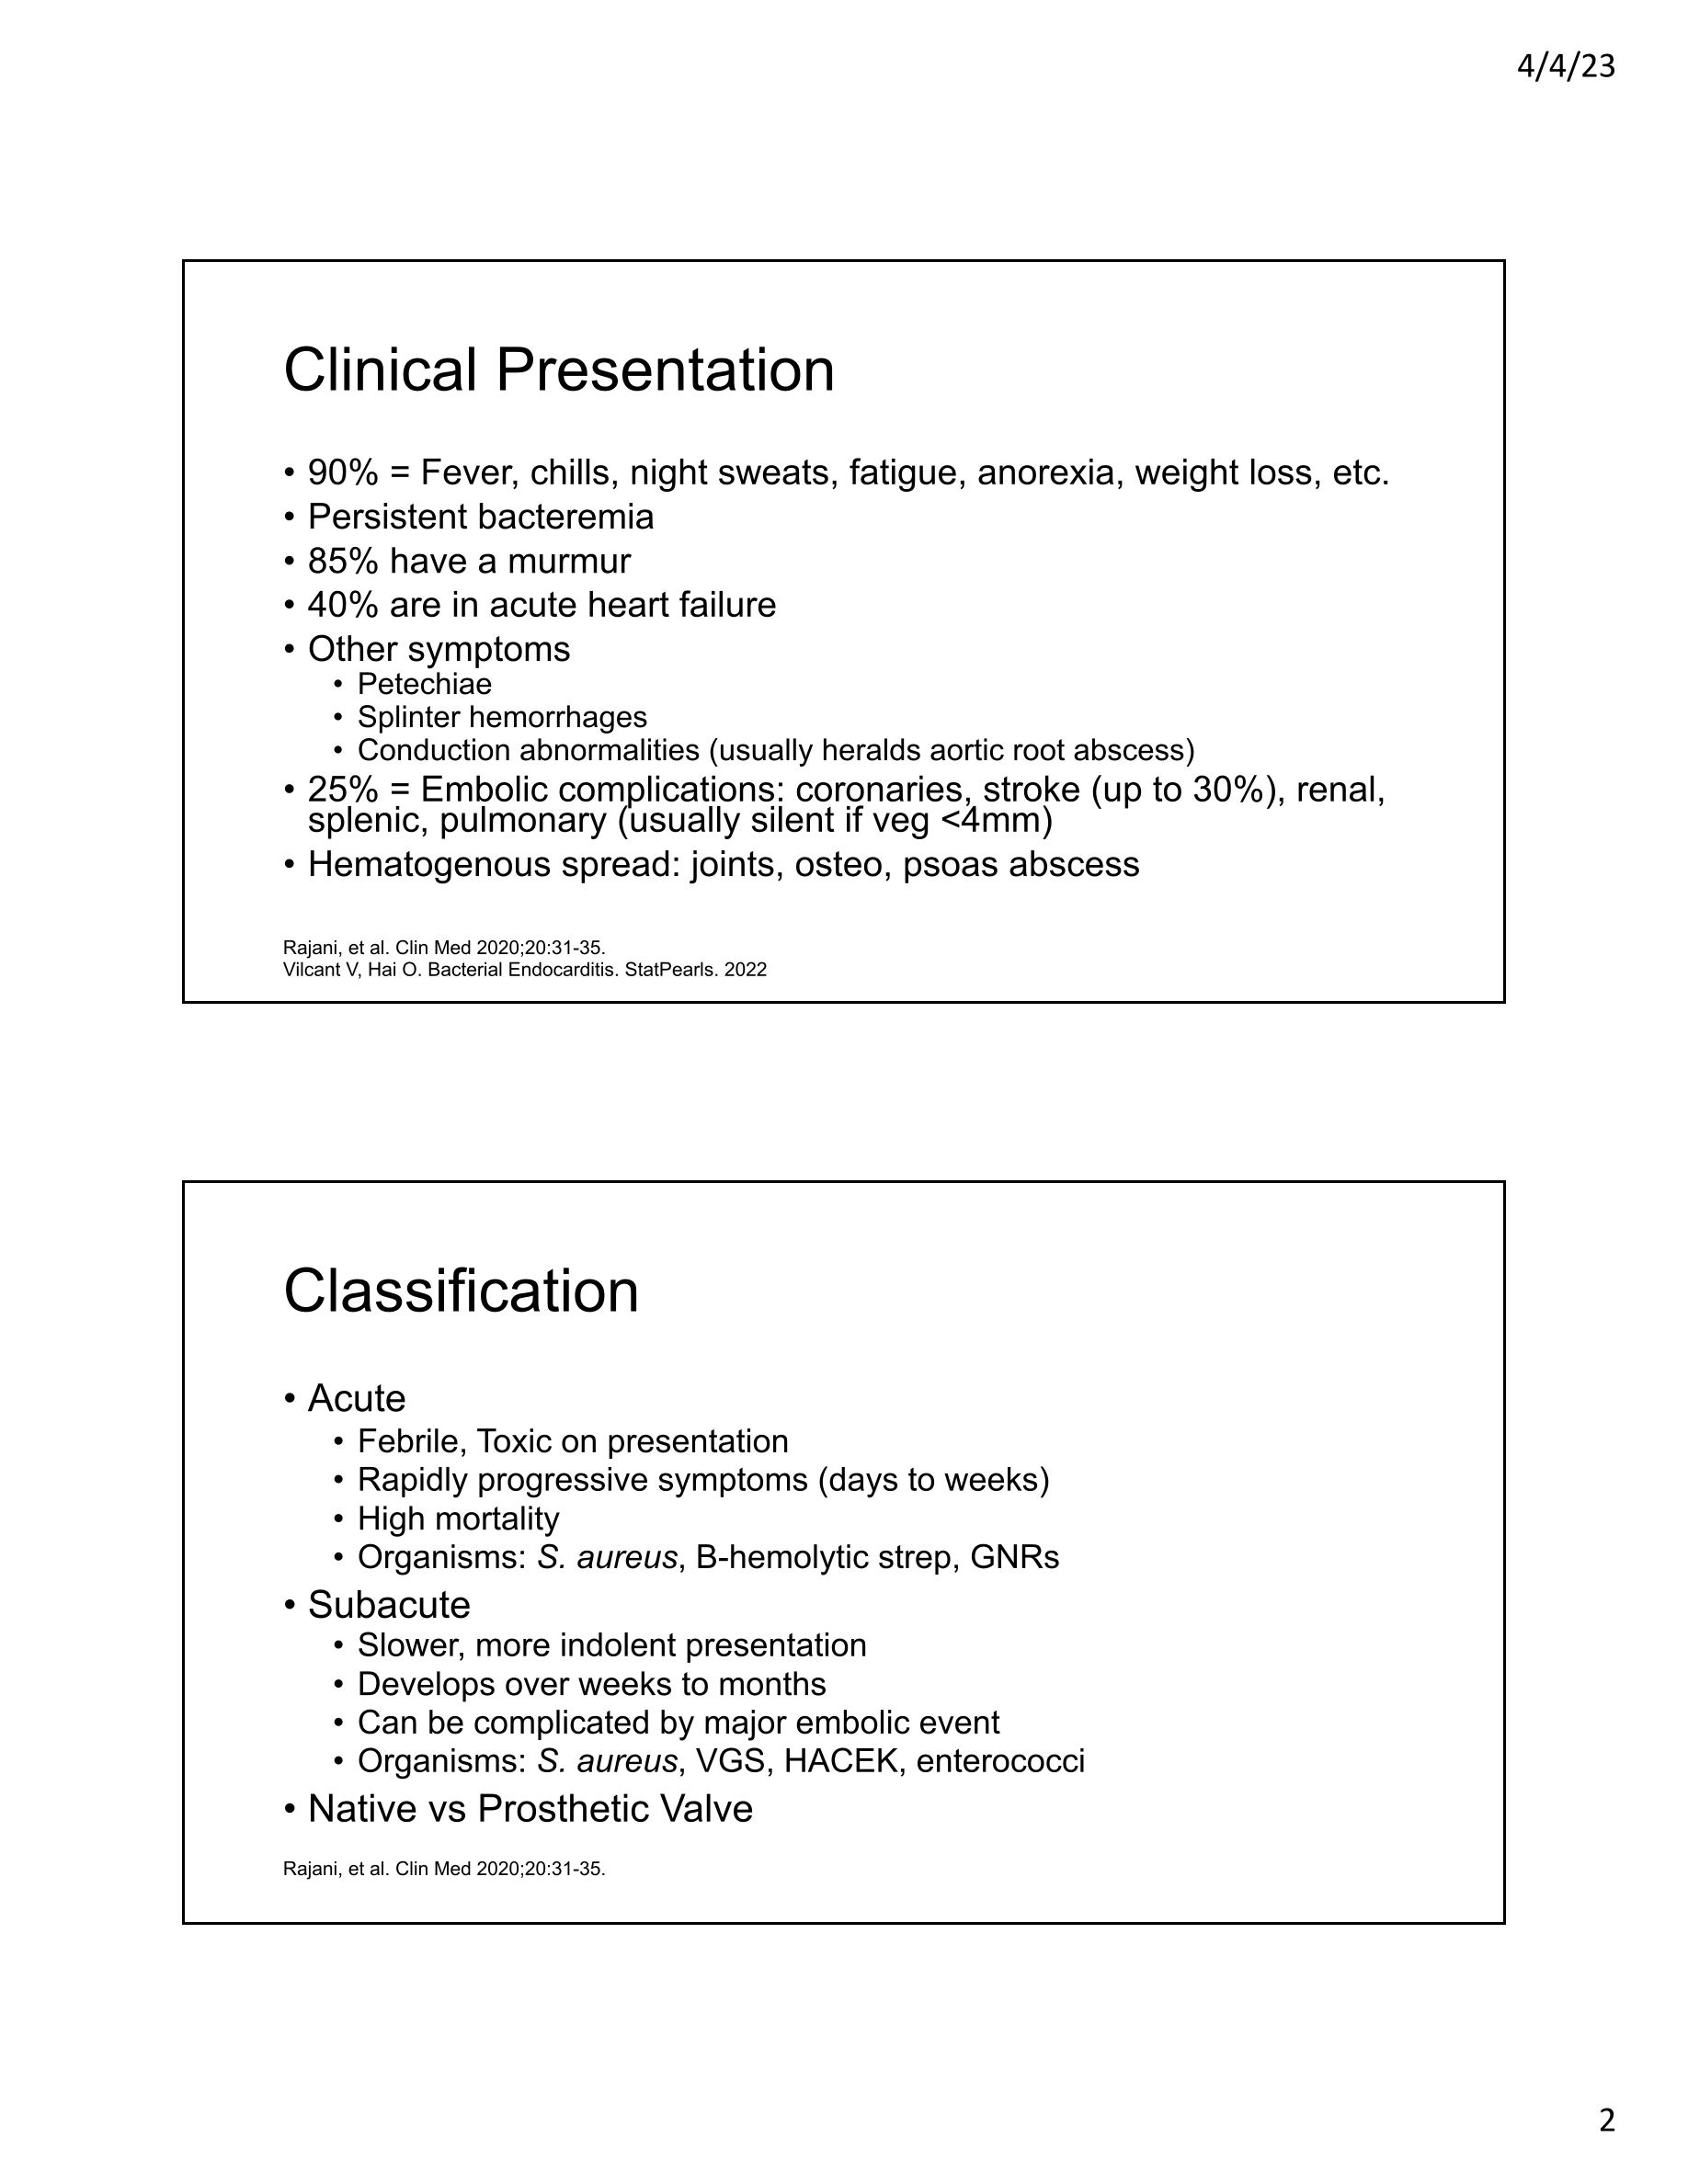 4/4/23
Clinical Presentation
• 90% = Fever, chills, night sweats, fatigue, anorexia, weight loss, etc.
• Persistent bacteremia
• 85% have a murmur
• 40% are in acute heart failure
• Other symptoms
• Petechiae
• Splinter hemorrhages
• Conduction abnormalities (usually heralds aortic root abscess)
• 25% = Embolic complications: coronaries, stroke (up to 30%), renal,
splenic, pulmonary (usually silent if veg <4mm)
• Hematogenous spread: joints, osteo, psoas abscess
Rajani, et al. Clin Med 2020;20:31-35.
Vilcant V, Hai O. Bacterial Endocarditis. StatPearls. 2022
Classification
• Acute
• Febrile, Toxic on presentation
• Rapidly progressive symptoms (days to weeks)
• High mortality
• Organisms: S. aureus, B-hemolytic strep, GNRs
• Subacute
• Slower, more indolent presentation
• Develops over weeks to months
• Can be complicated by major embolic event
• Organisms: S. aureus, VGS, HACEK, enterococci
• Native vs Prosthetic Valve
Rajani, et al. Clin Med 2020;20:31-35.
2